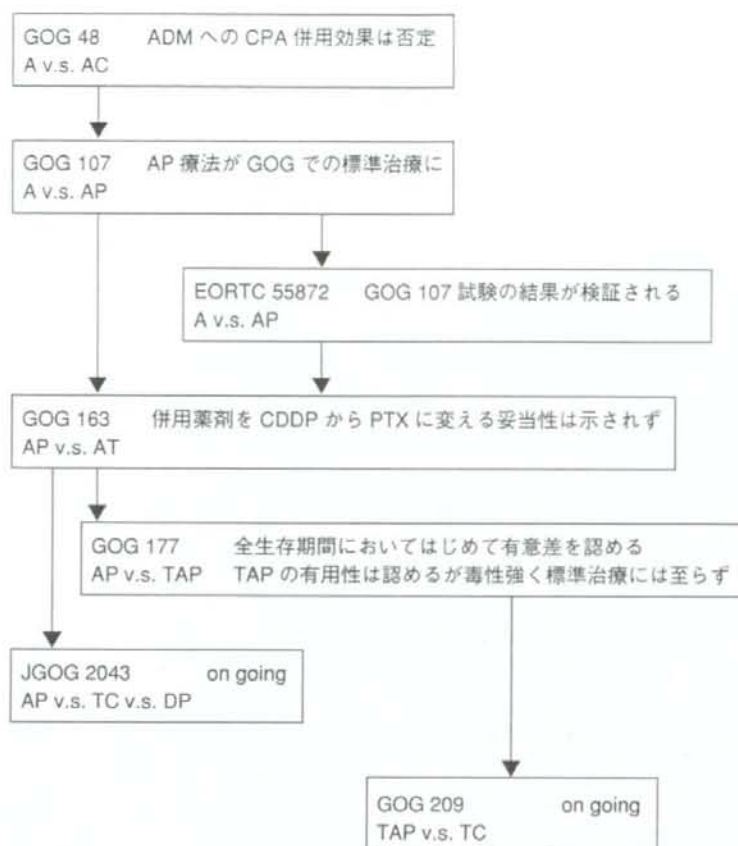 GOG 48 ADM への CPA 併用効果は否定
A v.s. AC
GOG 107 AP 療法が GOG での標準治療に
A v.s. AP
EORTC 55872 GOG 107 試験の結果が検証される
A v.s. AP
GOG 163 併用薬剤を CDDP から PTX に変える妥当性は示されず
AP v.s. AT
GOG 177 全生存期間においてはじめて有意差を認める
AP v.s. TAP TAP の有用性は認めるが毒性強く標準治療には至らず
JGOG 2043 on going
AP v.s. TC v.s. DP
GOG 209 on going
TAP v.s. TC